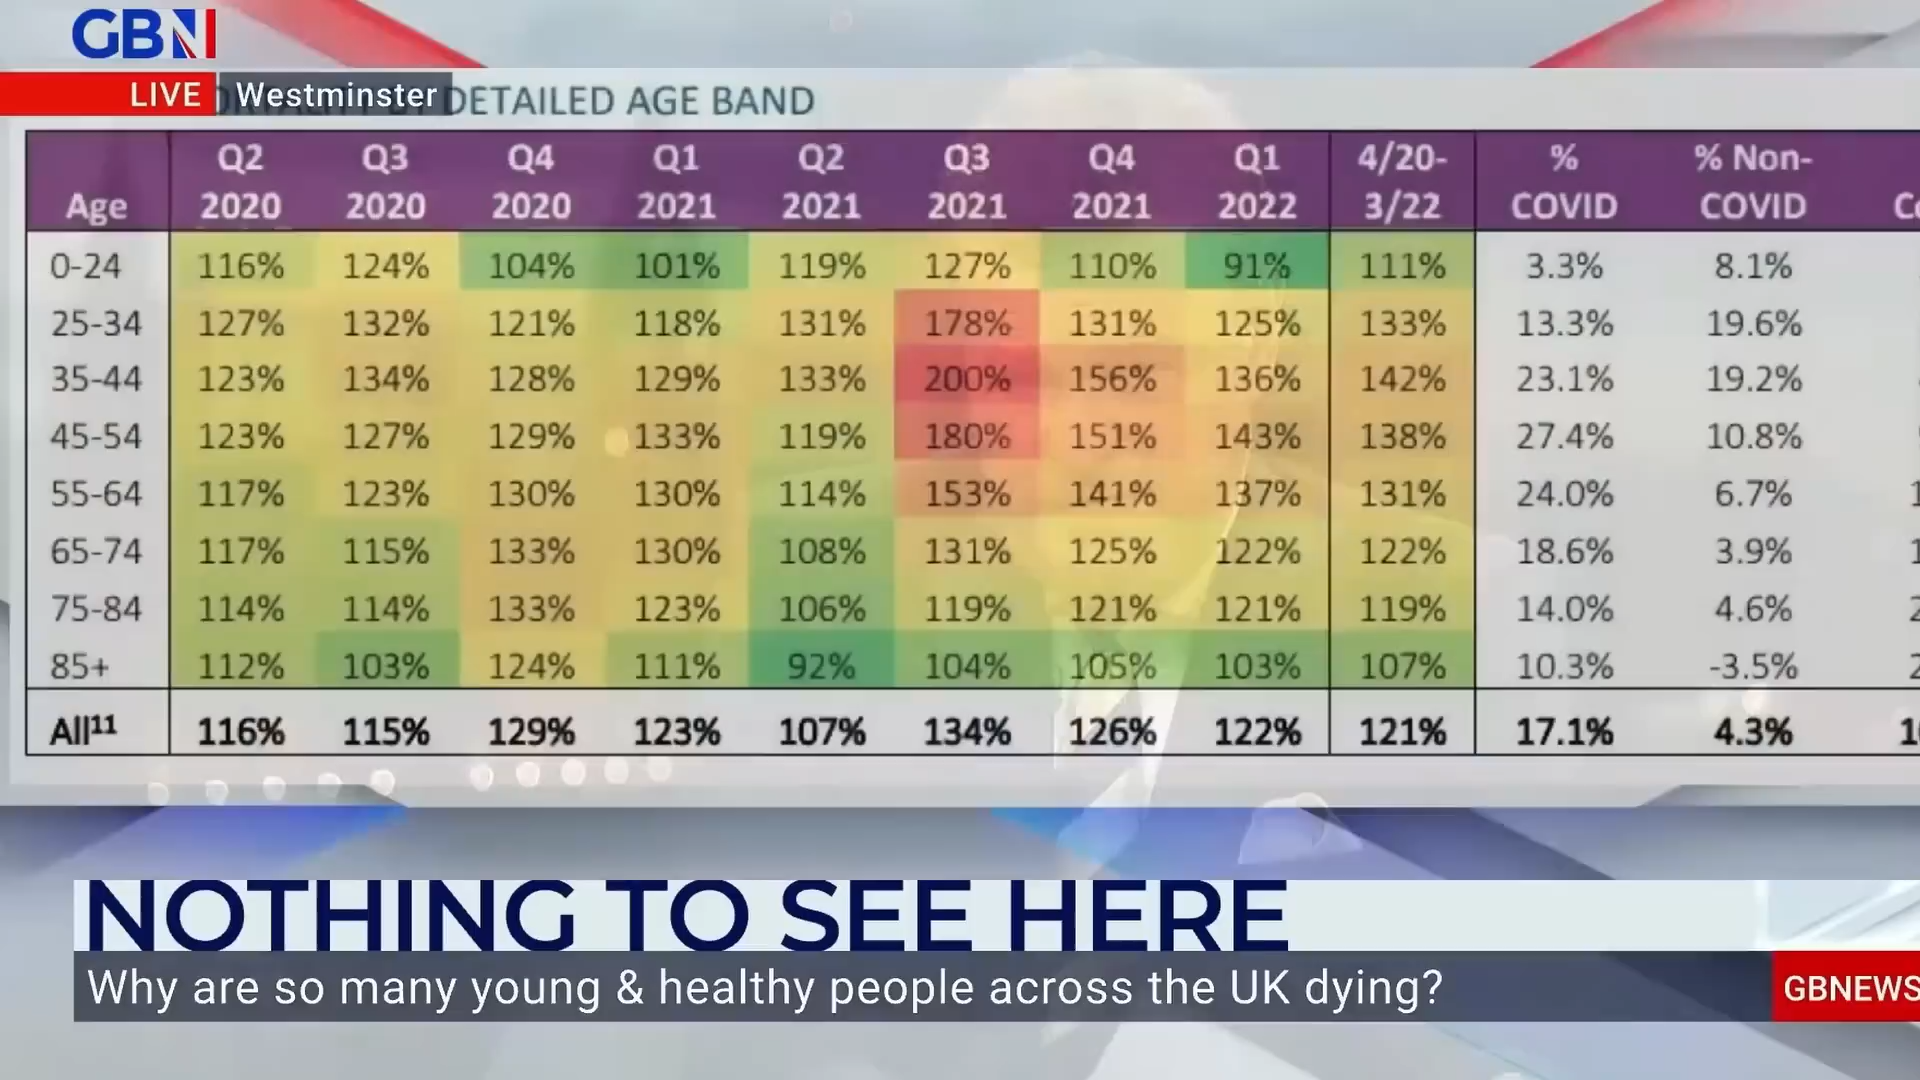 GBN
LIVE Westminster DETAILED AGE BAND
Age Q2 2020 Q3 2020 Q4 2020 Q1 2021 Q2 2021 Q3 2021 Q4 2021 Q1 2022 4/20-3/22 % COVID % Non-COVID
0-24 116% 124% 104% 101% 119% 127% 110% 91% 111% 3.3% 8.1%
25-34 127% 132% 121% 118% 131% 178% 131% 125% 133% 13.3% 19.6%
35-44 123% 134% 128% 129% 133% 200% 156% 136% 142% 23.1% 19.2%
45-54 123% 127% 129% 133% 119% 180% 151% 143% 138% 27.4% 10.8%
55-64 117% 123% 130% 130% 114% 153% 141% 137% 131% 24.0% 6.7%
65-74 117% 115% 133% 130% 108% 131% 125% 122% 122% 18.6% 3.9%
75-84 114% 114% 133% 123% 106% 119% 121% 121% 119% 14.0% 4.6%
85+ 112% 103% 124% 111% 92% 104% 105% 103% 107% 10.3% -3.5%
All¹¹ 116% 115% 129% 123% 107% 134% 126% 122% 121% 17.1% 4.3%
NOTHING TO SEE HERE
Why are so many young & healthy people across the UK dying?
GBNEWS